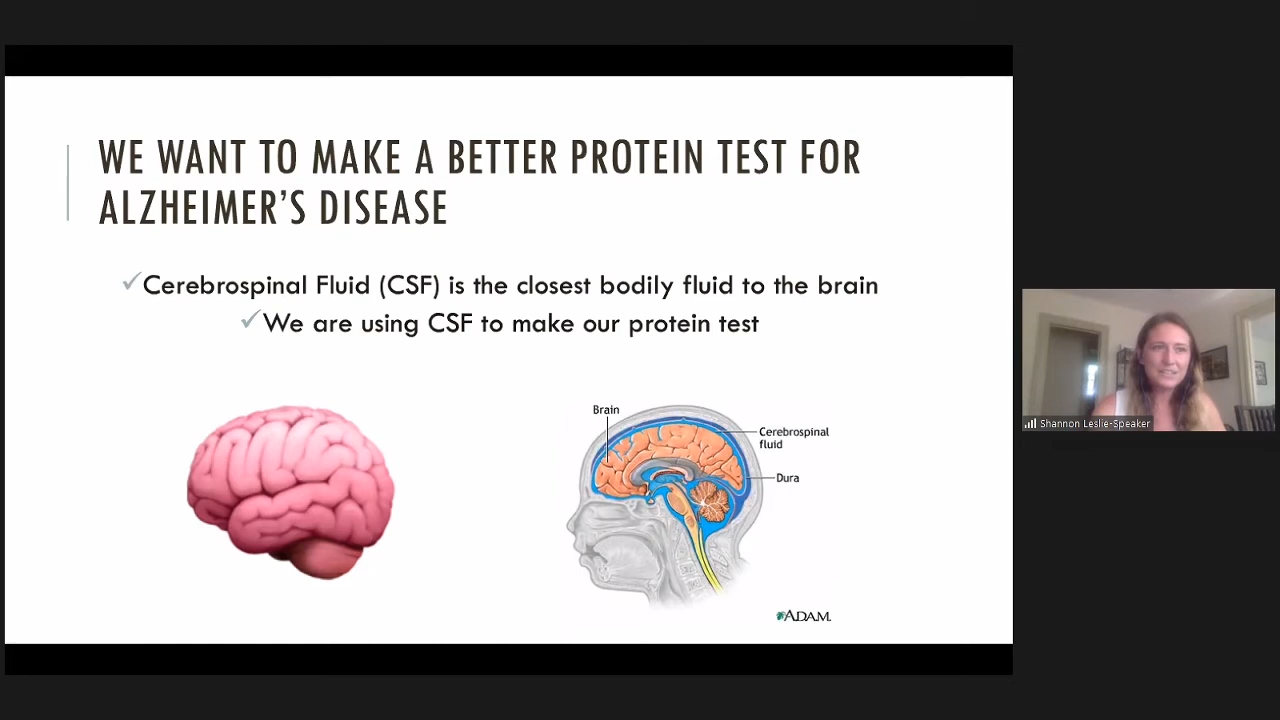 WE WANT TO MAKE A BETTER PROTEIN TEST FOR
ALZHEIMER’S DISEASE
✓Cerebrospinal Fluid (CSF) is the closest bodily fluid to the brain
✓We are using CSF to make our protein test
Brain
Cerebrospinal
fluid
Dura
ADAM.
Shannon Leslie-Speaker